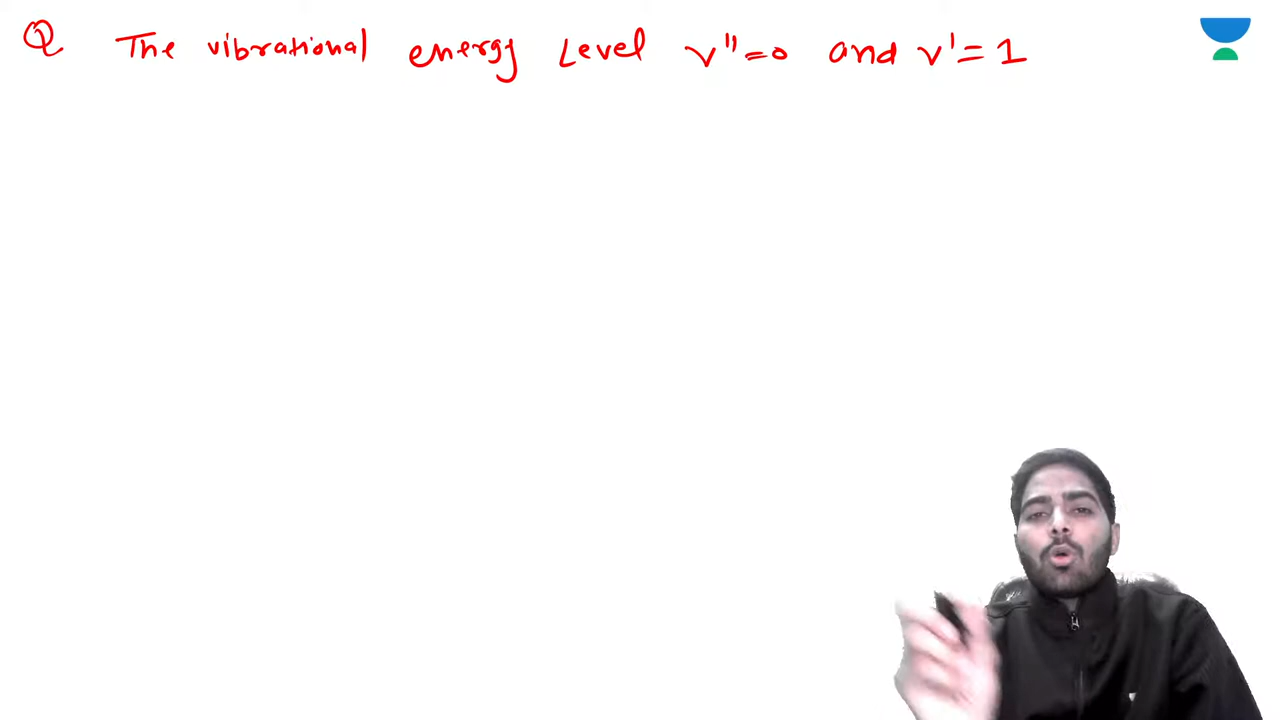 Q The vibrational energy Level v''=0 and v'=1